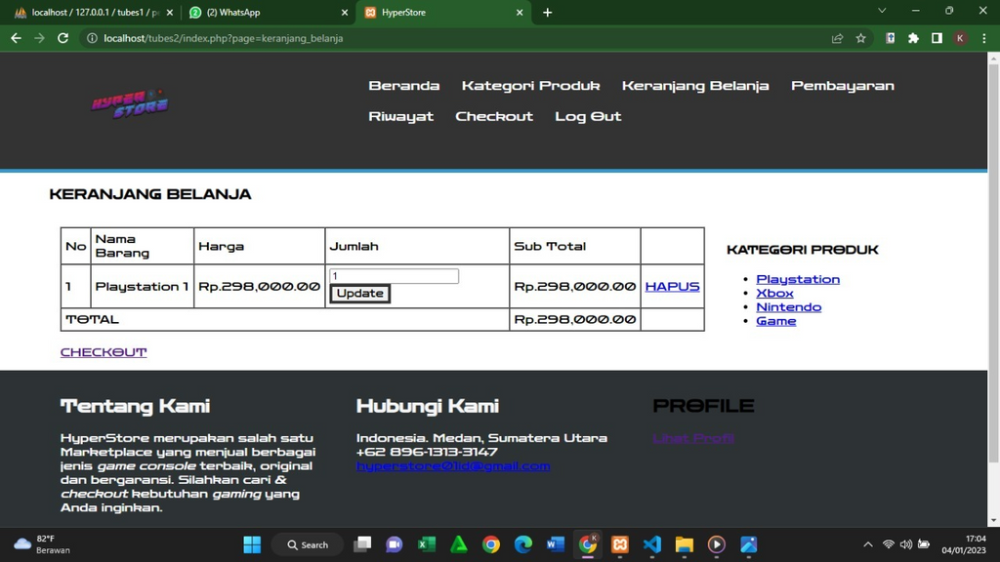 localhost / 127.0.0.1 / tubes1 / pe
(2) WhatsApp
HyperStore
localhost/tubes2/index.php?page=keranjang_belanja
K
HYPER
STORE
Beranda Kategori Produk Keranjang Belanja Pembayaran
Riwayat Checkout Log Out
KERANJANG BELANJA
No Nama Barang Harga Jumlah Sub Total
1 Playstation 1 Rp.298,000.00 1 Update Rp.298,000.00 HAPUS
TOTAL Rp.298,000.00
CHECKOUT
KATEGORI PRODUK
Playstation
Xbox
Nintendo
Game
Tentang Kami
HyperStore merupakan salah satu
Marketplace yang menjual berbagai
jenis game console terbaik, original
dan bergaransi. Silahkan cari &
checkout kebutuhan gaming yang
Anda inginkan.
Hubungi Kami
Indonesia. Medan, Sumatera Utara
+62 896-1313-3147
hyperstore01id@gmail.com
PROFILE
Lihat Profil
82°F
Berawan
Search
17:04
04/01/2023